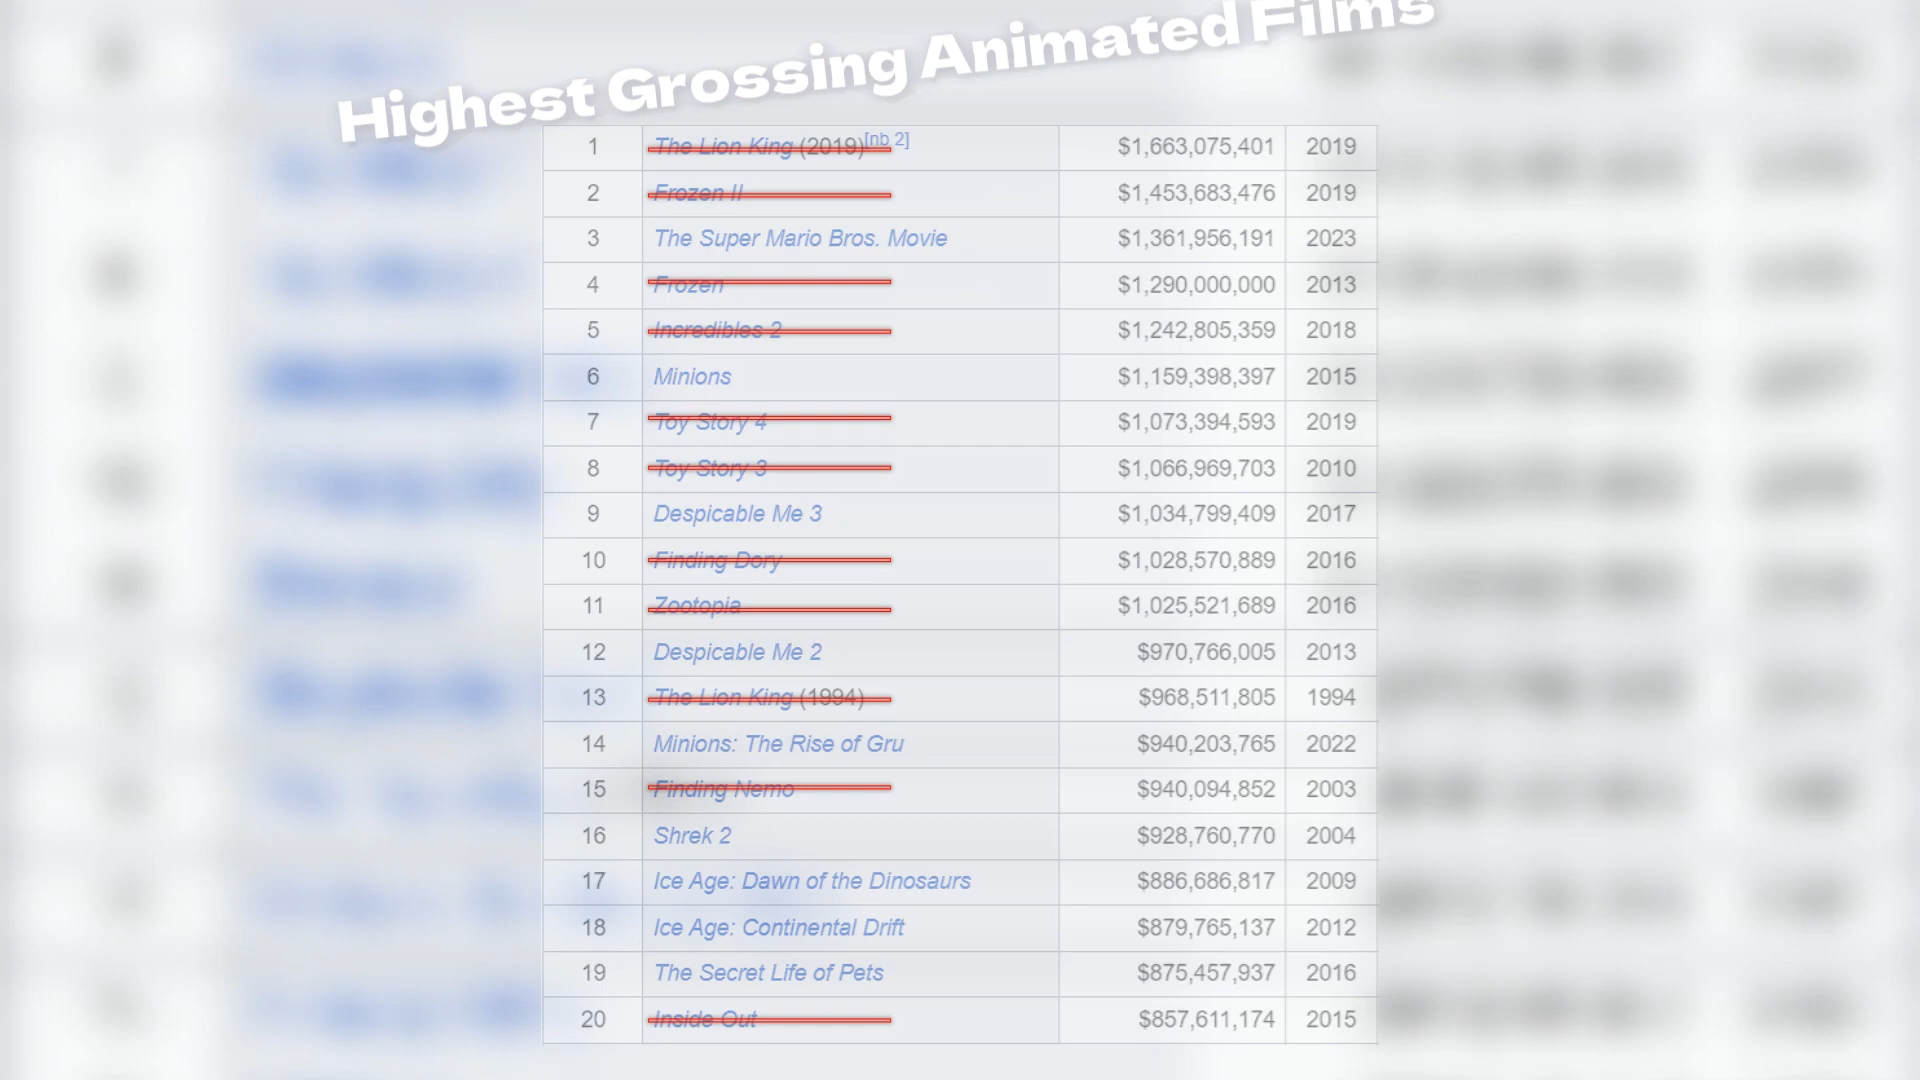 Highest Grossing Animated Films
1 The Lion King (2019)[nb 2] $1,663,075,401 2019
2 Frozen II $1,453,683,476 2019
3 The Super Mario Bros. Movie $1,361,956,191 2023
4 Frozen $1,290,000,000 2013
5 Incredibles 2 $1,242,805,359 2018
6 Minions $1,159,398,397 2015
7 Toy Story 4 $1,073,394,593 2019
8 Toy Story 3 $1,066,969,703 2010
9 Despicable Me 3 $1,034,799,409 2017
10 Finding Dory $1,028,570,889 2016
11 Zootopia $1,025,521,689 2016
12 Despicable Me 2 $970,766,005 2013
13 The Lion King (1994) $968,511,805 1994
14 Minions: The Rise of Gru $940,203,765 2022
15 Finding Nemo $940,094,852 2003
16 Shrek 2 $928,760,770 2004
17 Ice Age: Dawn of the Dinosaurs $886,686,817 2009
18 Ice Age: Continental Drift $879,765,137 2012
19 The Secret Life of Pets $875,457,937 2016
20 Inside Out $857,611,174 2015